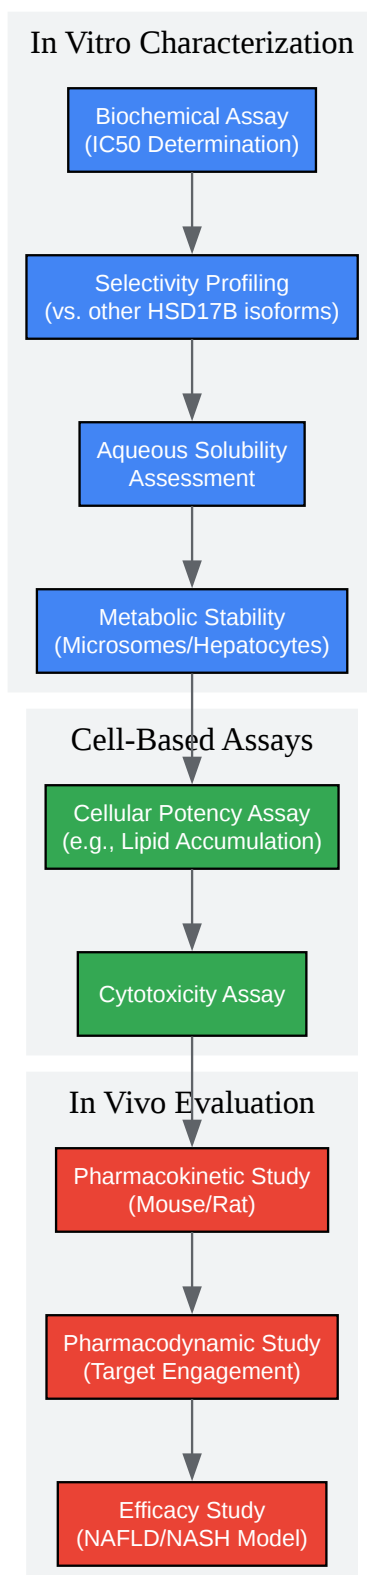 In Vitro Characterization
Biochemical Assay
(IC50 Determination)
Selectivity Profiling
(vs. other HSD17B isoforms)
Aqueous Solubility
Assessment
Metabolic Stability
(Microsomes/Hepatocytes)
Cell-Based Assays
Cellular Potency Assay
(e.g., Lipid Accumulation)
Cytotoxicity Assay
In Vivo Evaluation
Pharmacokinetic Study
(Mouse/Rat)
Pharmacodynamic Study
(Target Engagement)
Efficacy Study
(NAFLD/NASH Model)